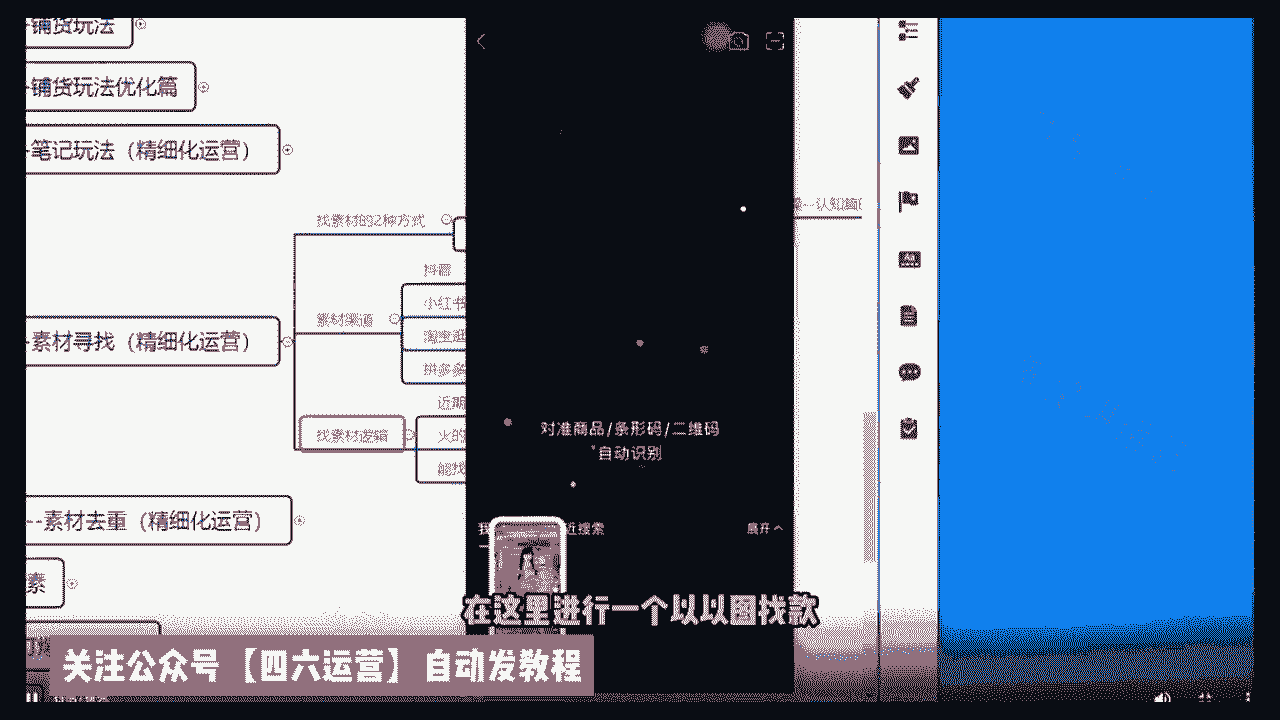 铺货玩法
铺货玩法优化篇
笔记玩法（精细化运营）
找素材的2种方式
抖音
小红书
素材渠道
淘宝逛
素材寻找（精细化运营）
拼多多
近期
找素材逻辑
火的
能找
素材去重（精细化运营）
素
认知篇
对准商品/条形码/二维码
自动识别
搜索
展开
在这里进行一个以以图找款
关注公众号【四六运营】自动发教程